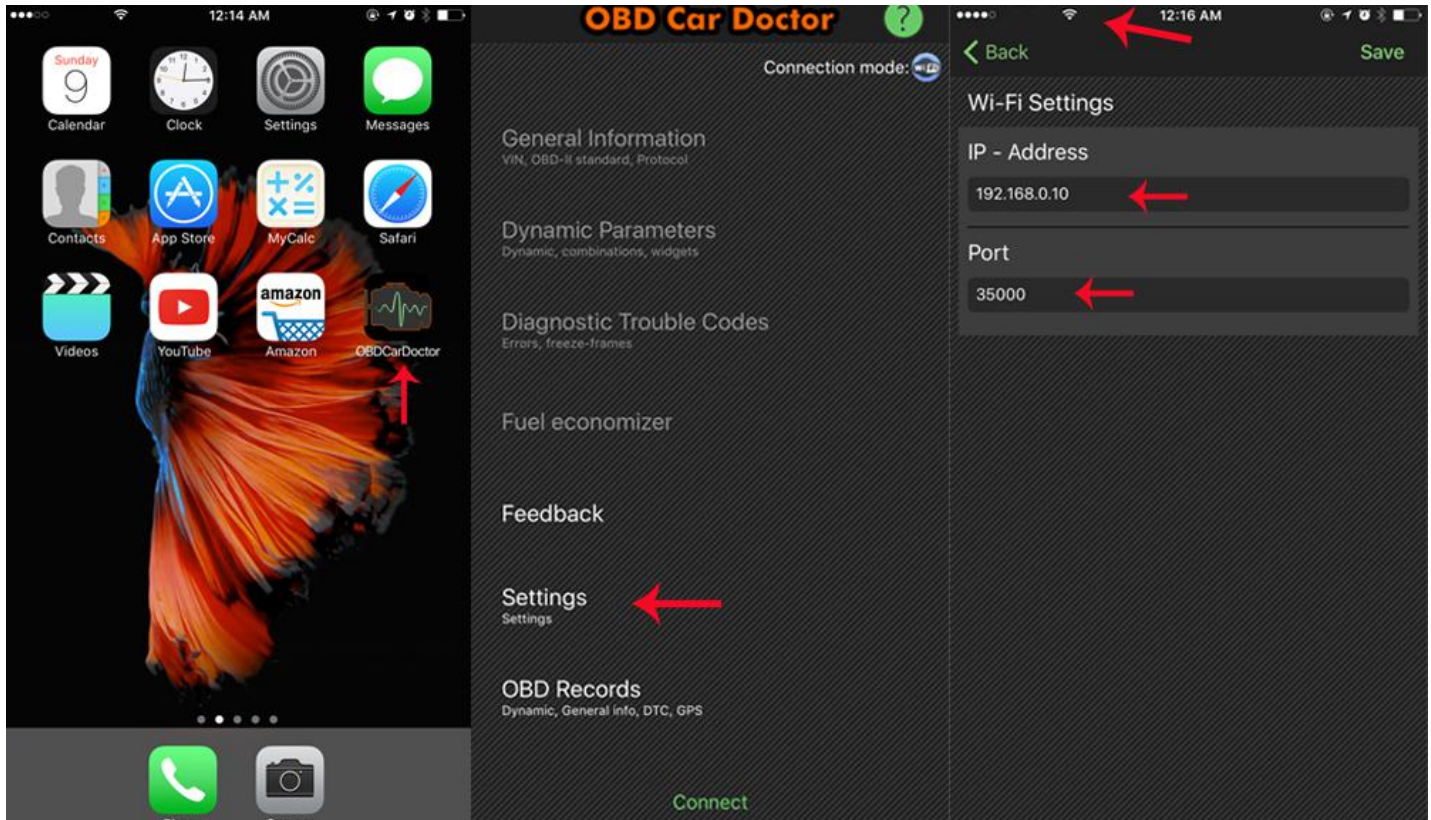 12:14 AM
Sunday
9
Calendar
Clock
Settings
Messages
Contacts
App Store
MyCalc
Safari
Videos
YouTube
amazon
Amazon
OBDCarDoctor
OBD Car Doctor
?
Connection mode:
General Information
VIN, OBD-II standard, Protocol
Dynamic Parameters
Dynamic, combinations, widgets
Diagnostic Trouble Codes
Errors, freeze-frames
Fuel economizer
Feedback
Settings
Settings
OBD Records
Dynamic, General info, DTC, GPS
Connect
12:16 AM
Back
Save
Wi-Fi Settings
IP - Address
192.168.0.10
Port
35000